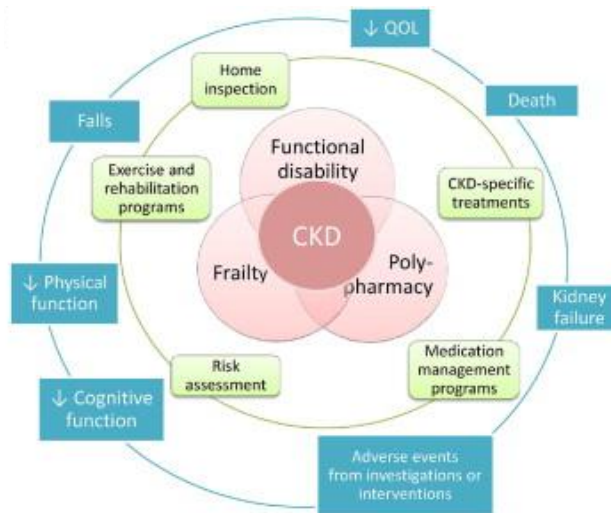 ↓ QOL
Home
inspection
Death
Falls
Functional
disability
Exercise and
rehabilitation
programs
CKD-specific
treatments
CKD
Frailty
Poly-
pharmacy
↓ Physical
function
Kidney
failure
Risk
assessment
Medication
management
programs
↓ Cognitive
function
Adverse events
from investigations or
interventions